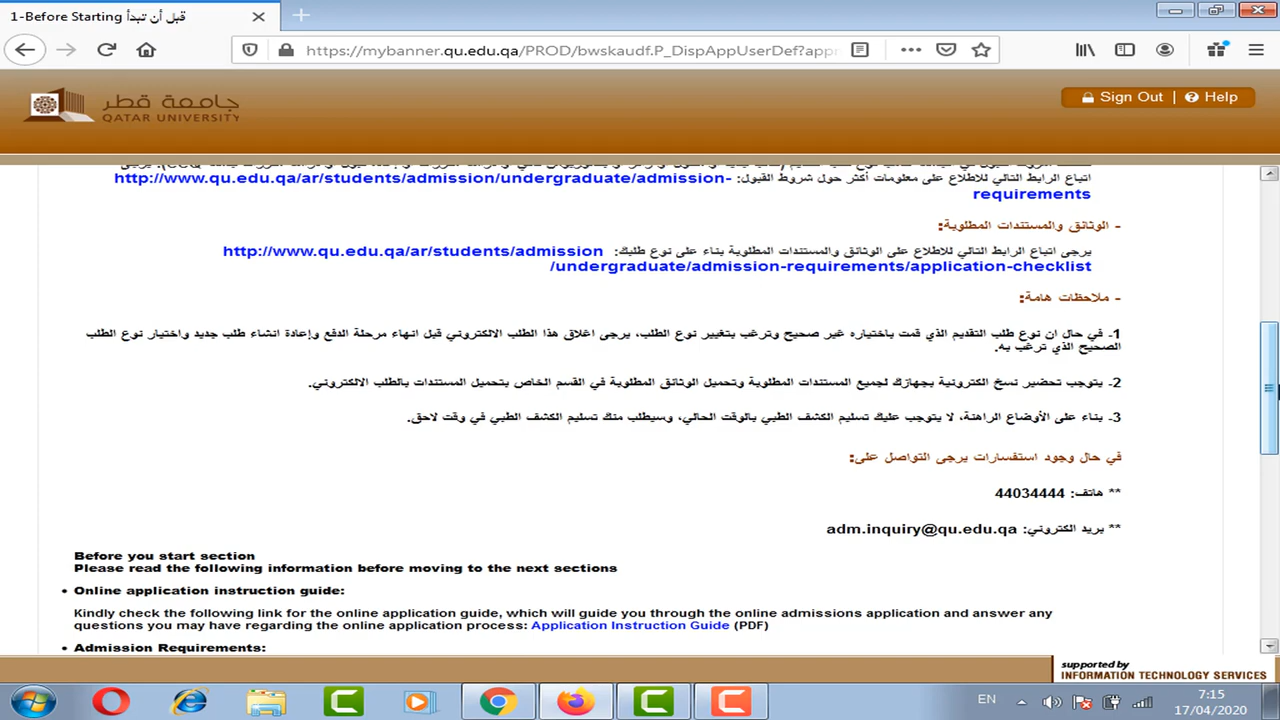 1-Before Starting قبل أن تبدأ
https://mybanner.qu.edu.qa/PROD/bwskaudf.P_DispAppUserDef?appr
جامعة قطر
QATAR UNIVERSITY
Sign Out | Help
اتباع الرابط التالي للاطلاع على معلومات أكثر حول شروط القبول: http://www.qu.edu.qa/ar/students/admission/undergraduate/admission-
requirements
- الوثائق والمستندات المطلوبة:
يرجى اتباع الرابط التالي للاطلاع على الوثائق والمستندات المطلوبة بناء على نوع طلبك: http://www.qu.edu.qa/ar/students/admission
/undergraduate/admission-requirements/application-checklist
- ملاحظات هامة:
1- في حال ان نوع طلب التقديم الذي قمت باختياره غير صحيح وترغب بتغيير نوع الطلب، يرجى اغلاق هذا الطلب الالكتروني قبل انهاء مرحلة الدفع وإعادة انشاء طلب جديد واختيار نوع الطلب
الصحيح الذي ترغب به.
2- يتوجب تحضير نسخ الكترونية بجهازك لجميع المستندات المطلوبة وتحميل الوثائق المطلوبة في القسم الخاص بتحميل المستندات بالطلب الالكتروني.
3- بناء على الأوضاع الراهنة، لا يتوجب عليك تسليم الكشف الطبي بالوقت الحالي، وسيطلب منك تسليم الكشف الطبي في وقت لاحق.
في حال وجود استفسارات يرجى التواصل على:
** هاتف: 44034444
** بريد الكتروني: adm.inquiry@qu.edu.qa
Before you start section
Please read the following information before moving to the next sections
• Online application instruction guide:
Kindly check the following link for the online application guide, which will guide you through the online admissions application and answer any
questions you may have regarding the online application process: Application Instruction Guide (PDF)
• Admission Requirements:
supported by
INFORMATION TECHNOLOGY SERVICES
EN
7:15
17/04/2020